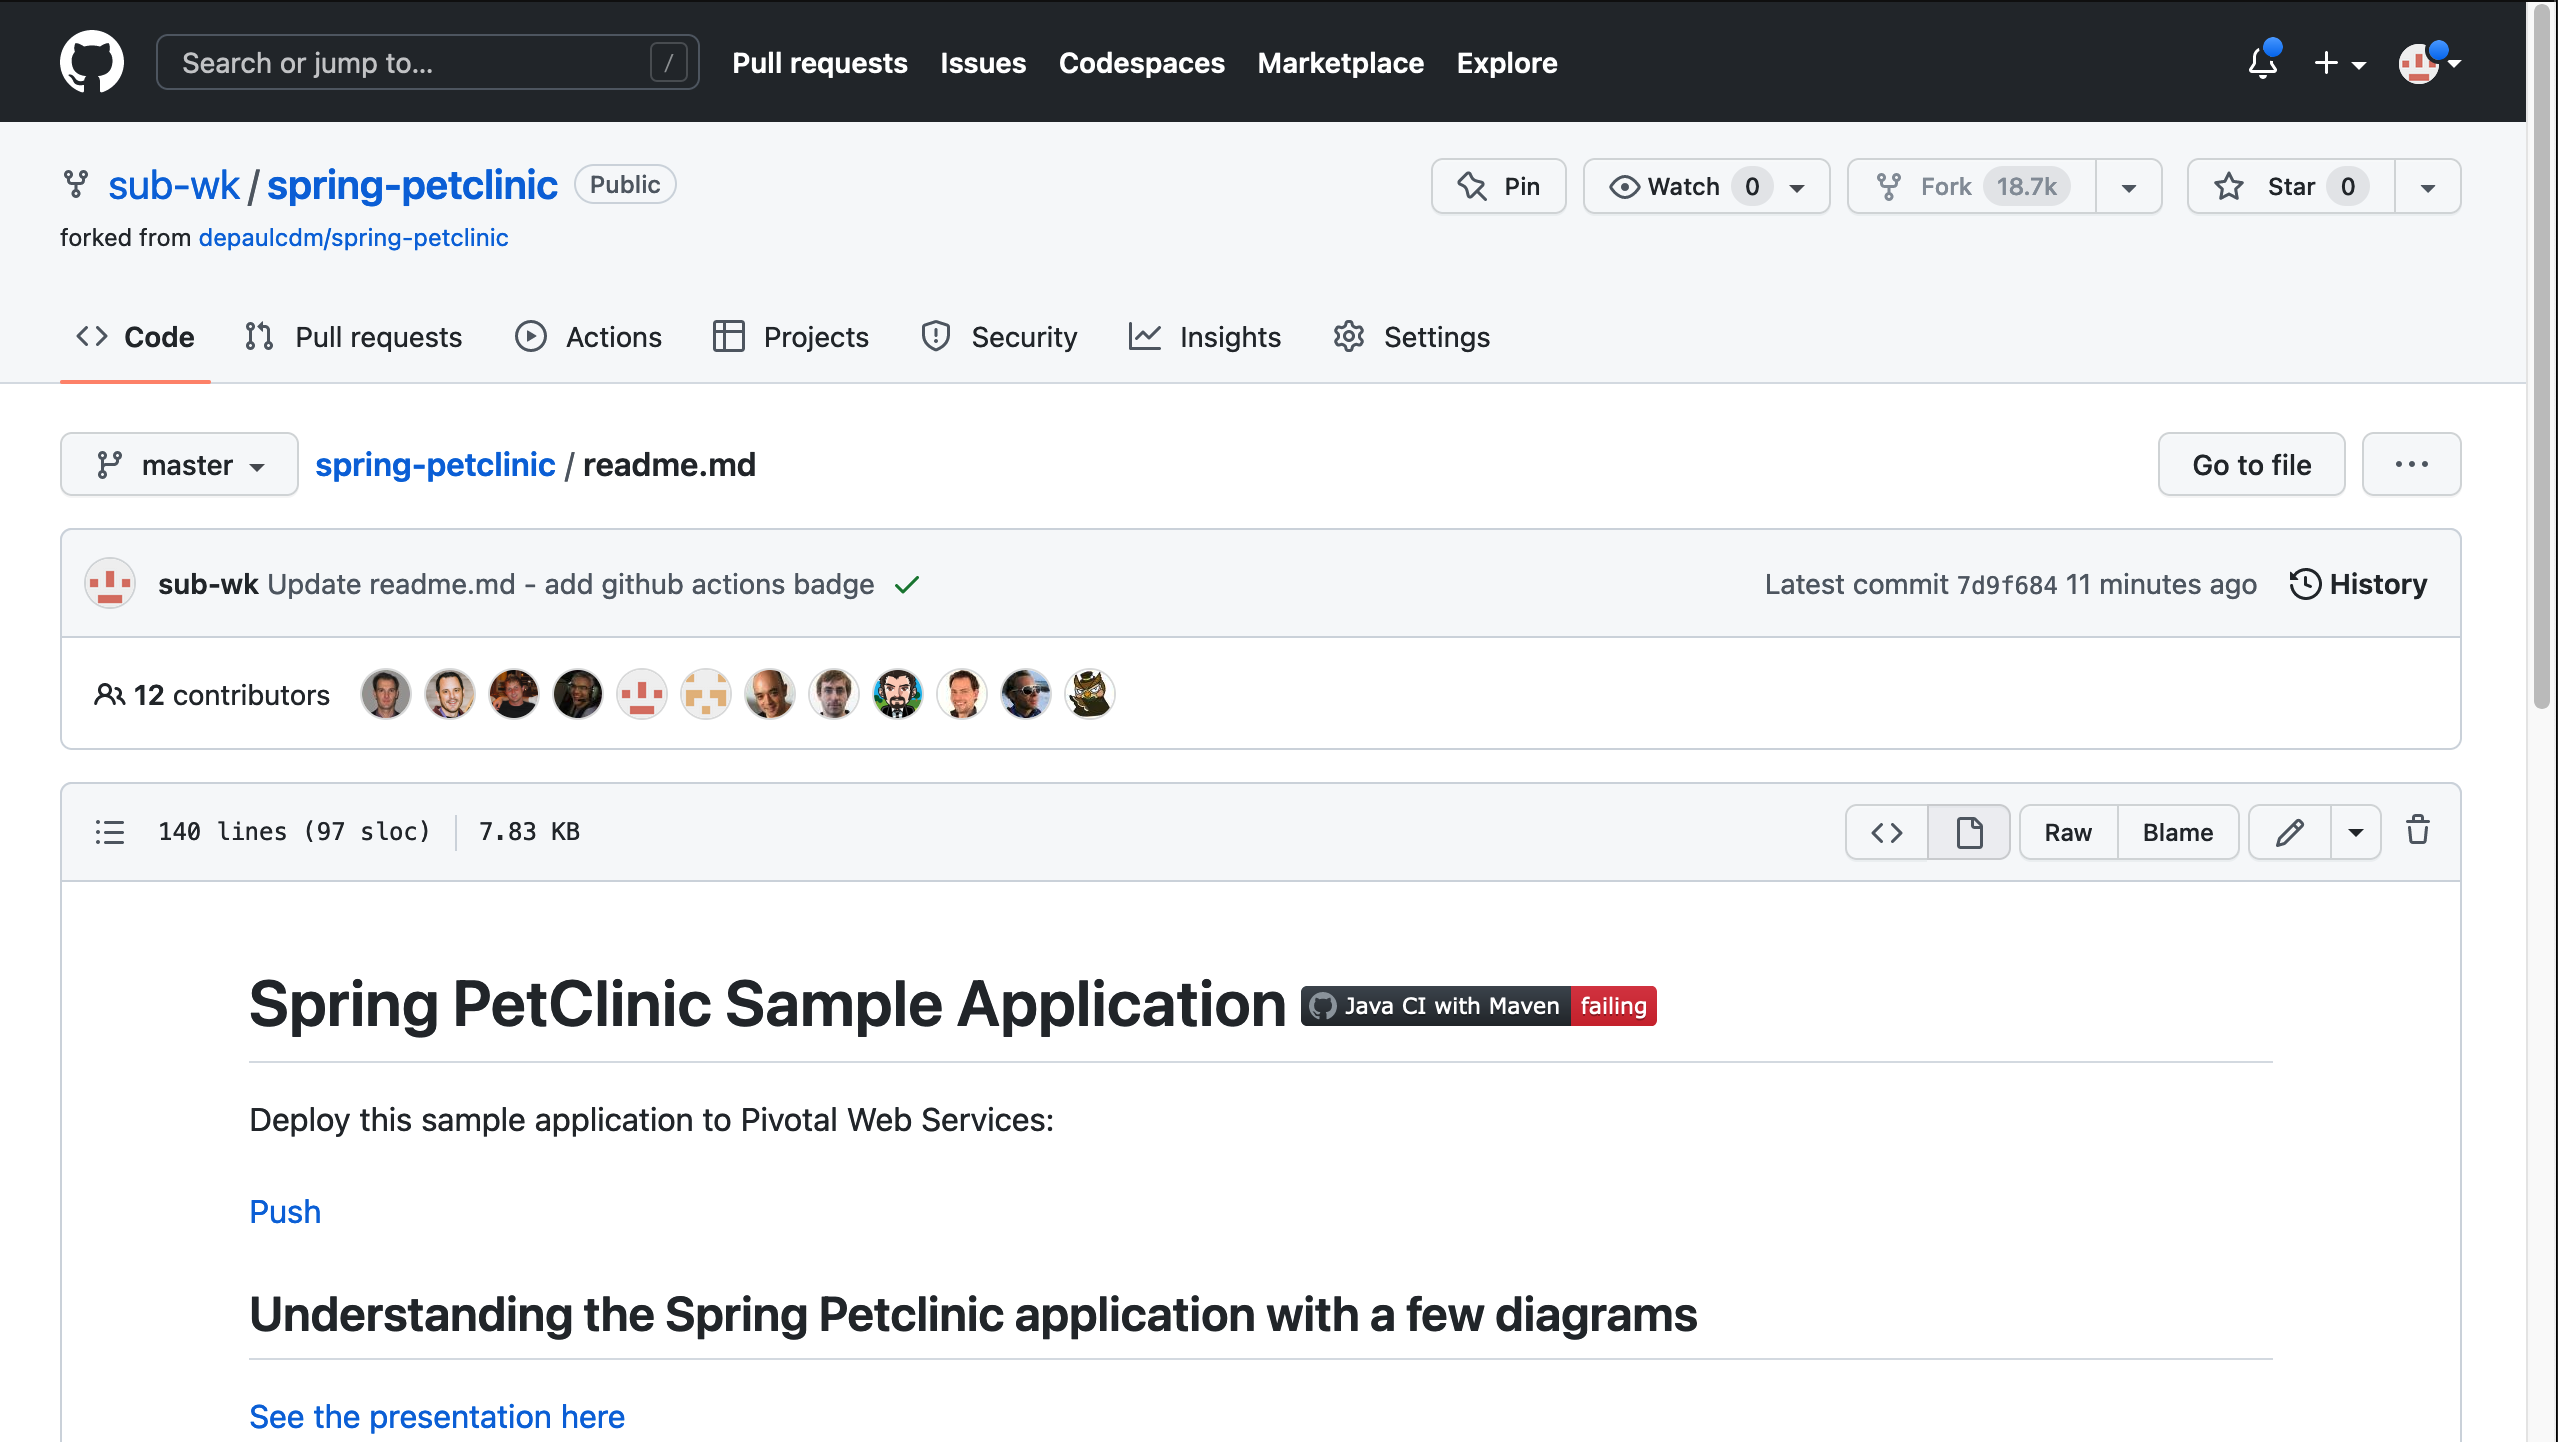 Search or jump to... /
Pull requests Issues Codespaces Marketplace Explore
sub-wk / spring-petclinic Public
Pin Watch 0 Fork 18.7k Star 0
forked from depaulcdm/spring-petclinic
Code Pull requests Actions Projects Security Insights Settings
master spring-petclinic / readme.md Go to file ...
sub-wk Update readme.md - add github actions badge Latest commit 7d9f684 11 minutes ago History
12 contributors
140 lines (97 sloc) 7.83 KB Raw Blame
Spring PetClinic Sample Application Java CI with Maven failing
Deploy this sample application to Pivotal Web Services:
Push
Understanding the Spring Petclinic application with a few diagrams
See the presentation here